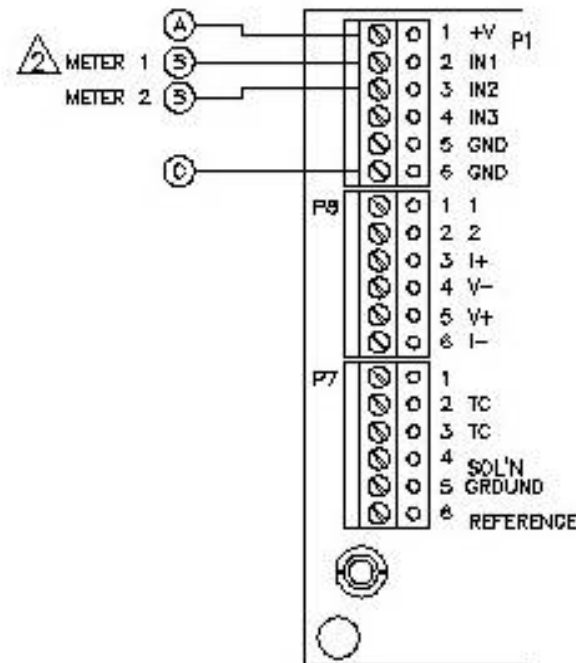 A
1 +V P1
2 METER 1 B 2 IN1
METER 2 B 3 IN2
4 IN3
5 GND
C 6 GND
P8 1 1
2 2
3 I+
4 V-
5 V+
6 I-
P7 1
2 TC
3 TC
4 SOL'N
5 GROUND
6 REFERENCE